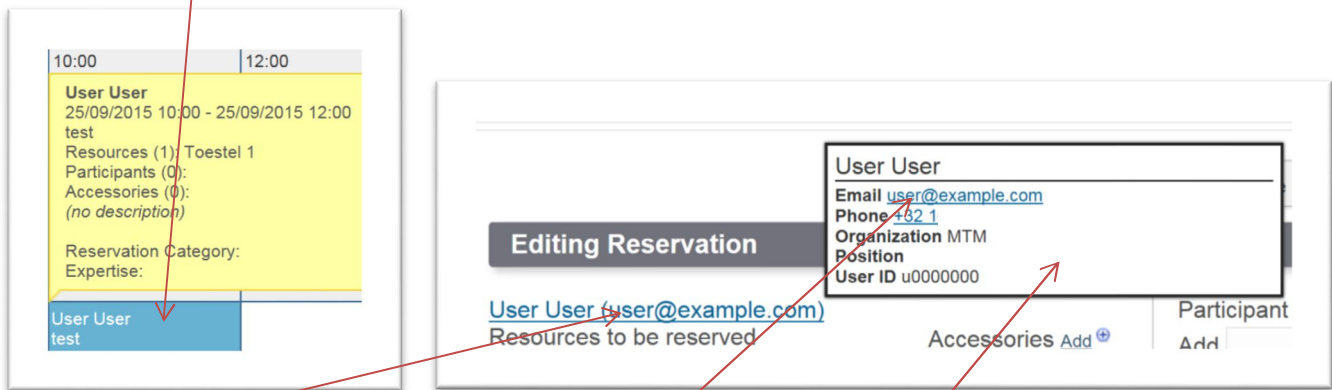 10:00 12:00
User User
25/09/2015 10:00 - 25/09/2015 12:00
test
Resources (1): Toestel 1
Participants (0):
Accessories (0):
(no description)
Reservation Category:
Expertise:
User User
test
User User
Email user@example.com
Phone +32 1
Organization MTM
Position
User ID u0000000
Editing Reservation
User User (user@example.com)
Resources to be reserved
Accessories Add
Participant
Add